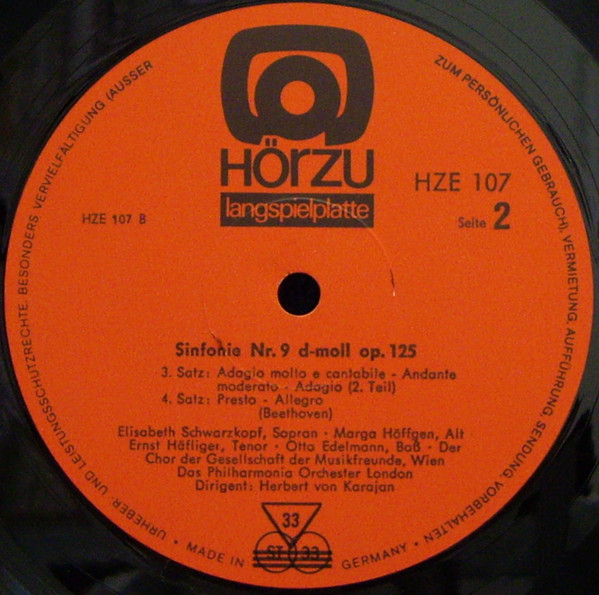 HÖRZU
langspielplatte
HZE 107
Seite 2
HZE 107 B
Sinfonie Nr. 9 d-moll op. 125
3. Satz: Adagio molto e cantabile - Andante
moderato - Adagio (2. Teil)
4. Satz: Presto - Allegro
(Beethoven)
Elisabeth Schwarzkopf, Sopran · Marga Höffgen, Alt
Ernst Häfliger, Tenor · Otto Edelmann, Baß · Der
Chor der Gesellschaft der Musikfreunde, Wien
Das Philharmonia Orchester London
Dirigent: Herbert von Karajan
33
ST 33
URHEBER- UND LEISTUNGSSCHUTZRECHTE, BESONDERS VERVIELFÄLTIGUNG (AUSSER
ZUM PERSÖNLICHEN GEBRAUCH), VERMIETUNG, AUFFÜHRUNG, SENDUNG, VORBEHALTEN ·
· MADE IN GERMANY ·